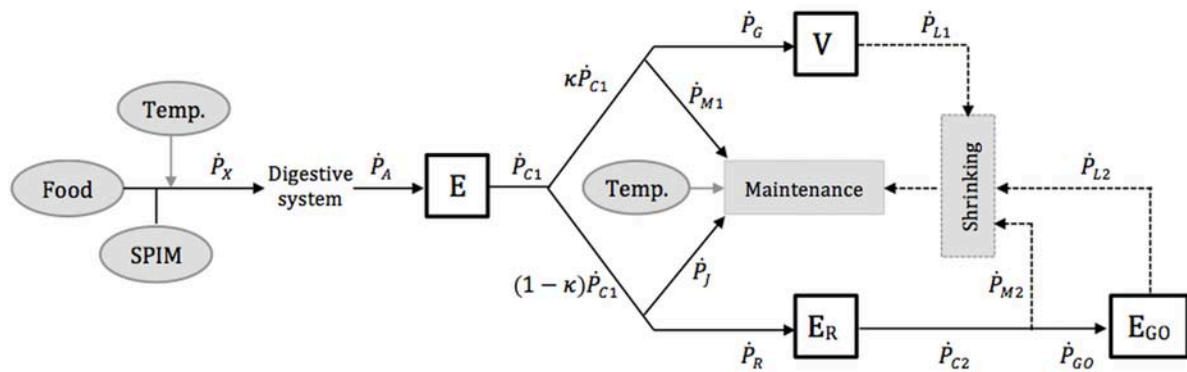 Ṗ_G
V
Ṗ_L1
κṖ_C1
Ṗ_M1
Temp.
Ṗ_X
Digestive
system
Ṗ_A
E
Ṗ_C1
Food
SPIM
Temp.
Maintenance
Shrinking
Ṗ_L2
(1 − κ)Ṗ_C1
Ṗ_J
Ṗ_M2
E_R
E_GO
Ṗ_R
Ṗ_C2
Ṗ_GO